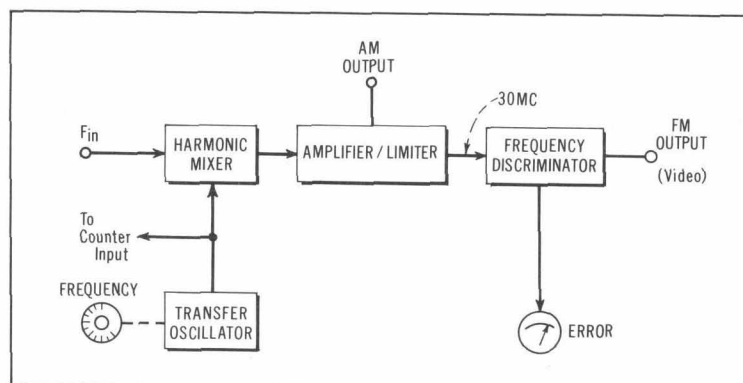 AM
OUTPUT
30MC
FM
OUTPUT
(Video)
Fin
HARMONIC
MIXER
AMPLIFIER / LIMITER
FREQUENCY
DISCRIMINATOR
To
Counter
Input
FREQUENCY
TRANSFER
OSCILLATOR
ERROR